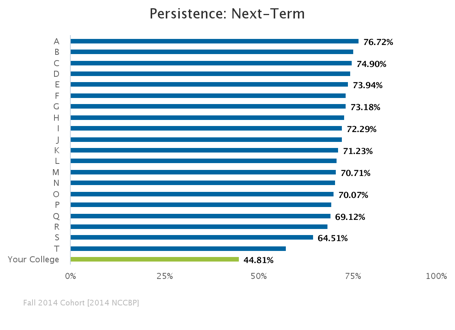 Persistence: Next-Term
A 76.72%
B
C 74.90%
D
E 73.94%
F
G 73.18%
H
I 72.29%
J
K 71.23%
L
M 70.71%
N
O 70.07%
P
Q 69.12%
R
S 64.51%
T
Your College 44.81%
0% 25% 50% 75% 100%
Fall 2014 Cohort [2014 NCCBP]